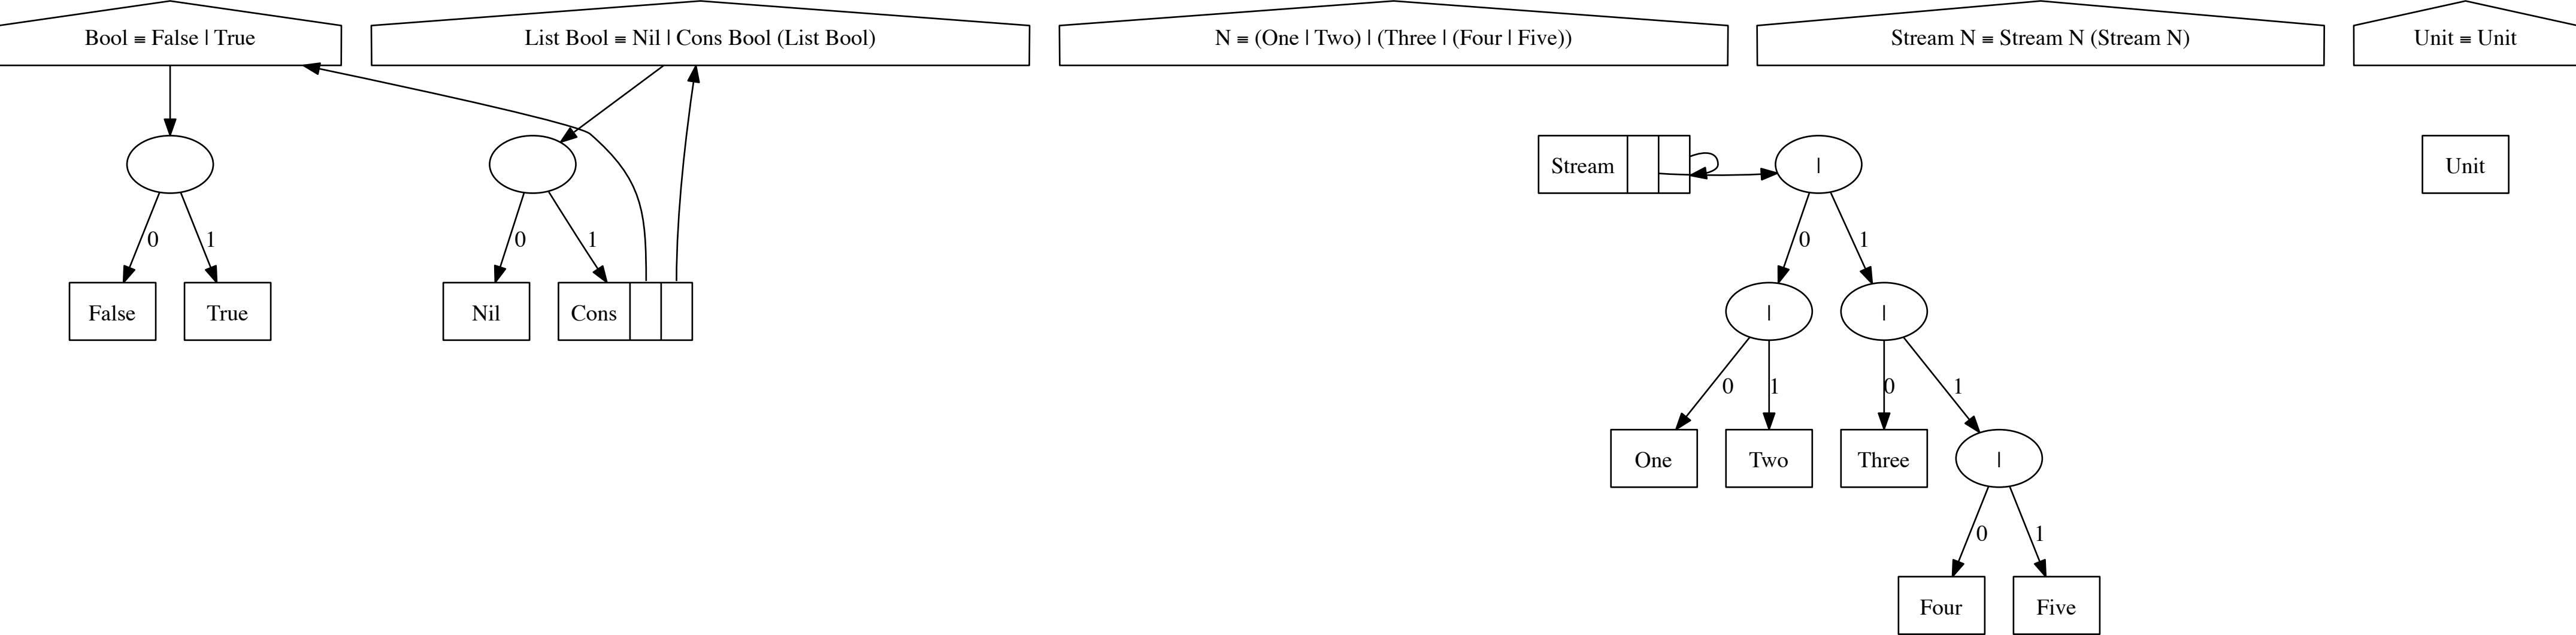 Bool ≡ False | True
List Bool ≡ Nil | Cons Bool (List Bool)
N ≡ (One | Two) | (Three | (Four | Five))
Stream N ≡ Stream N (Stream N)
Unit ≡ Unit
Stream
|
Unit
0
1
0
1
0
1
False
True
Nil
Cons
|
|
0
1
0
1
One
Two
Three
|
0
1
Four
Five